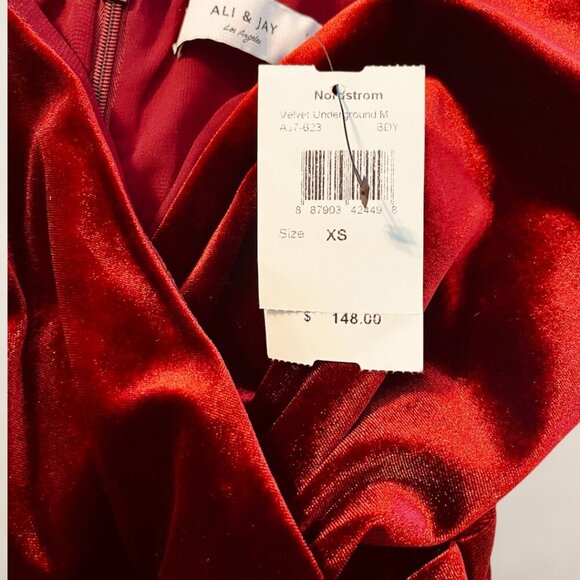 ALI & JAY
Los Angeles
Nordstrom
Velvet Underground M
AJ7-623 BDY
8 87903 42449 8
Size XS
$ 148.00